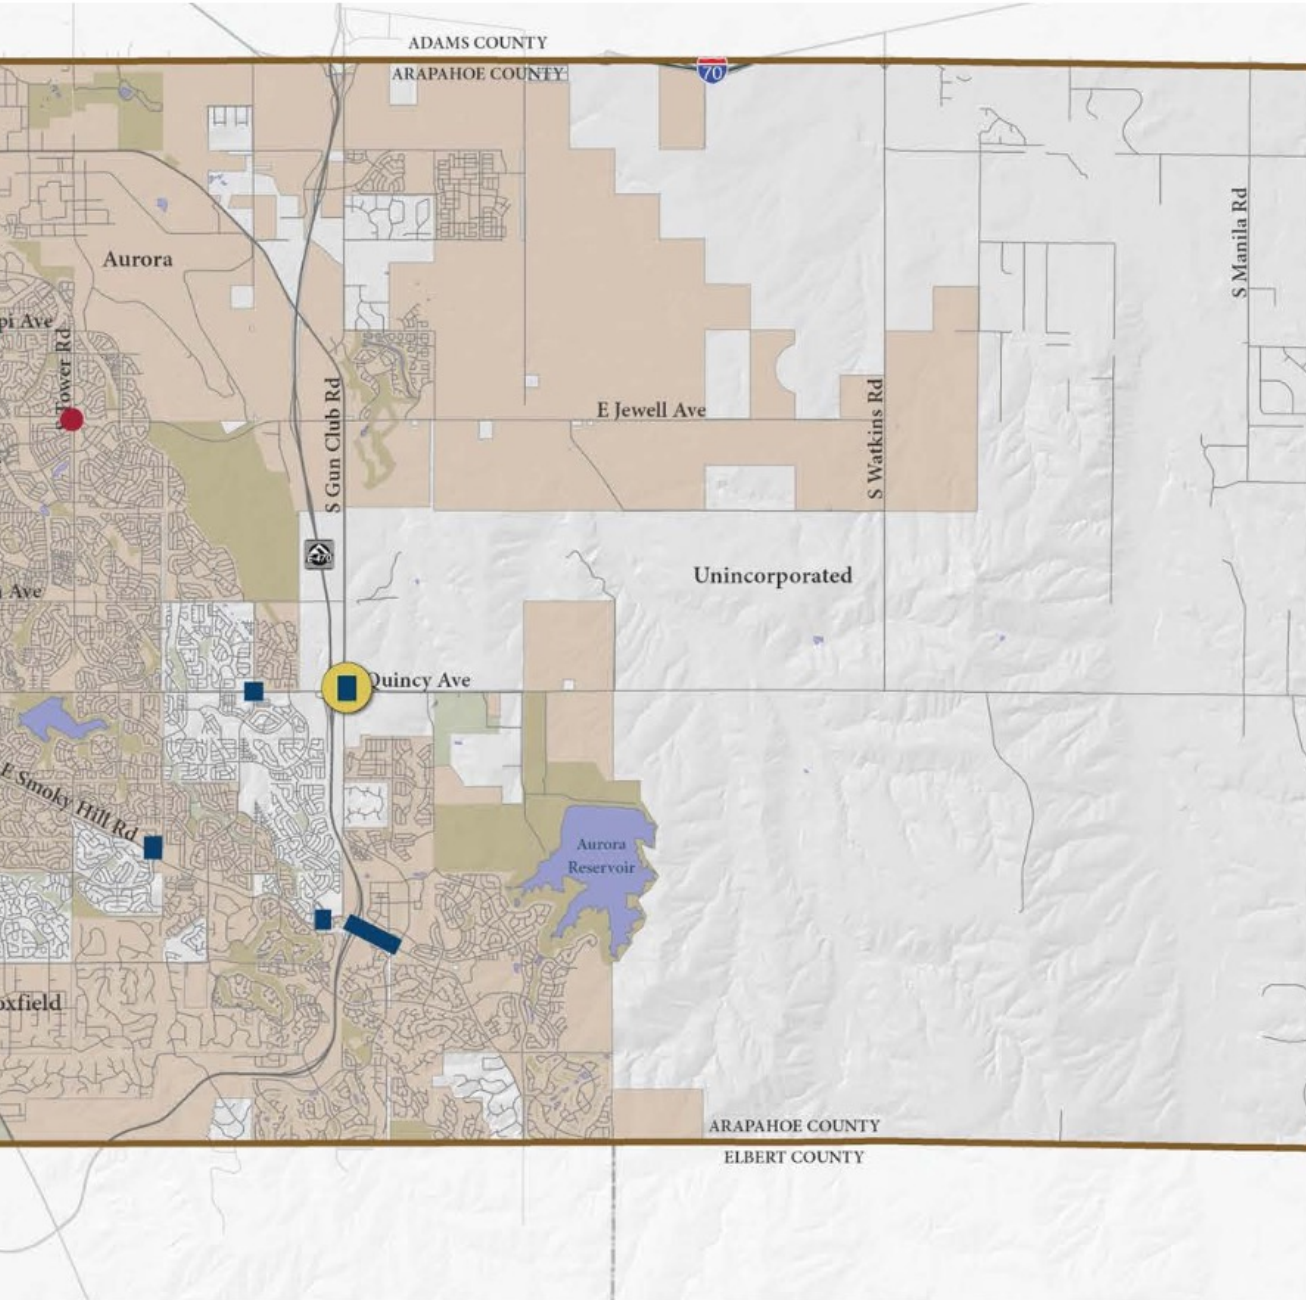 ADAMS COUNTY
ARAPAHOE COUNTY
70
S Manila Rd
Aurora
pi Ave
Tower Rd
S Gun Club Rd
E Jewell Ave
S Watkins Rd
E-470
Unincorporated
Ave
Quincy Ave
E Smoky Hill Rd
Aurora
Reservoir
oxfield
ARAPAHOE COUNTY
ELBERT COUNTY